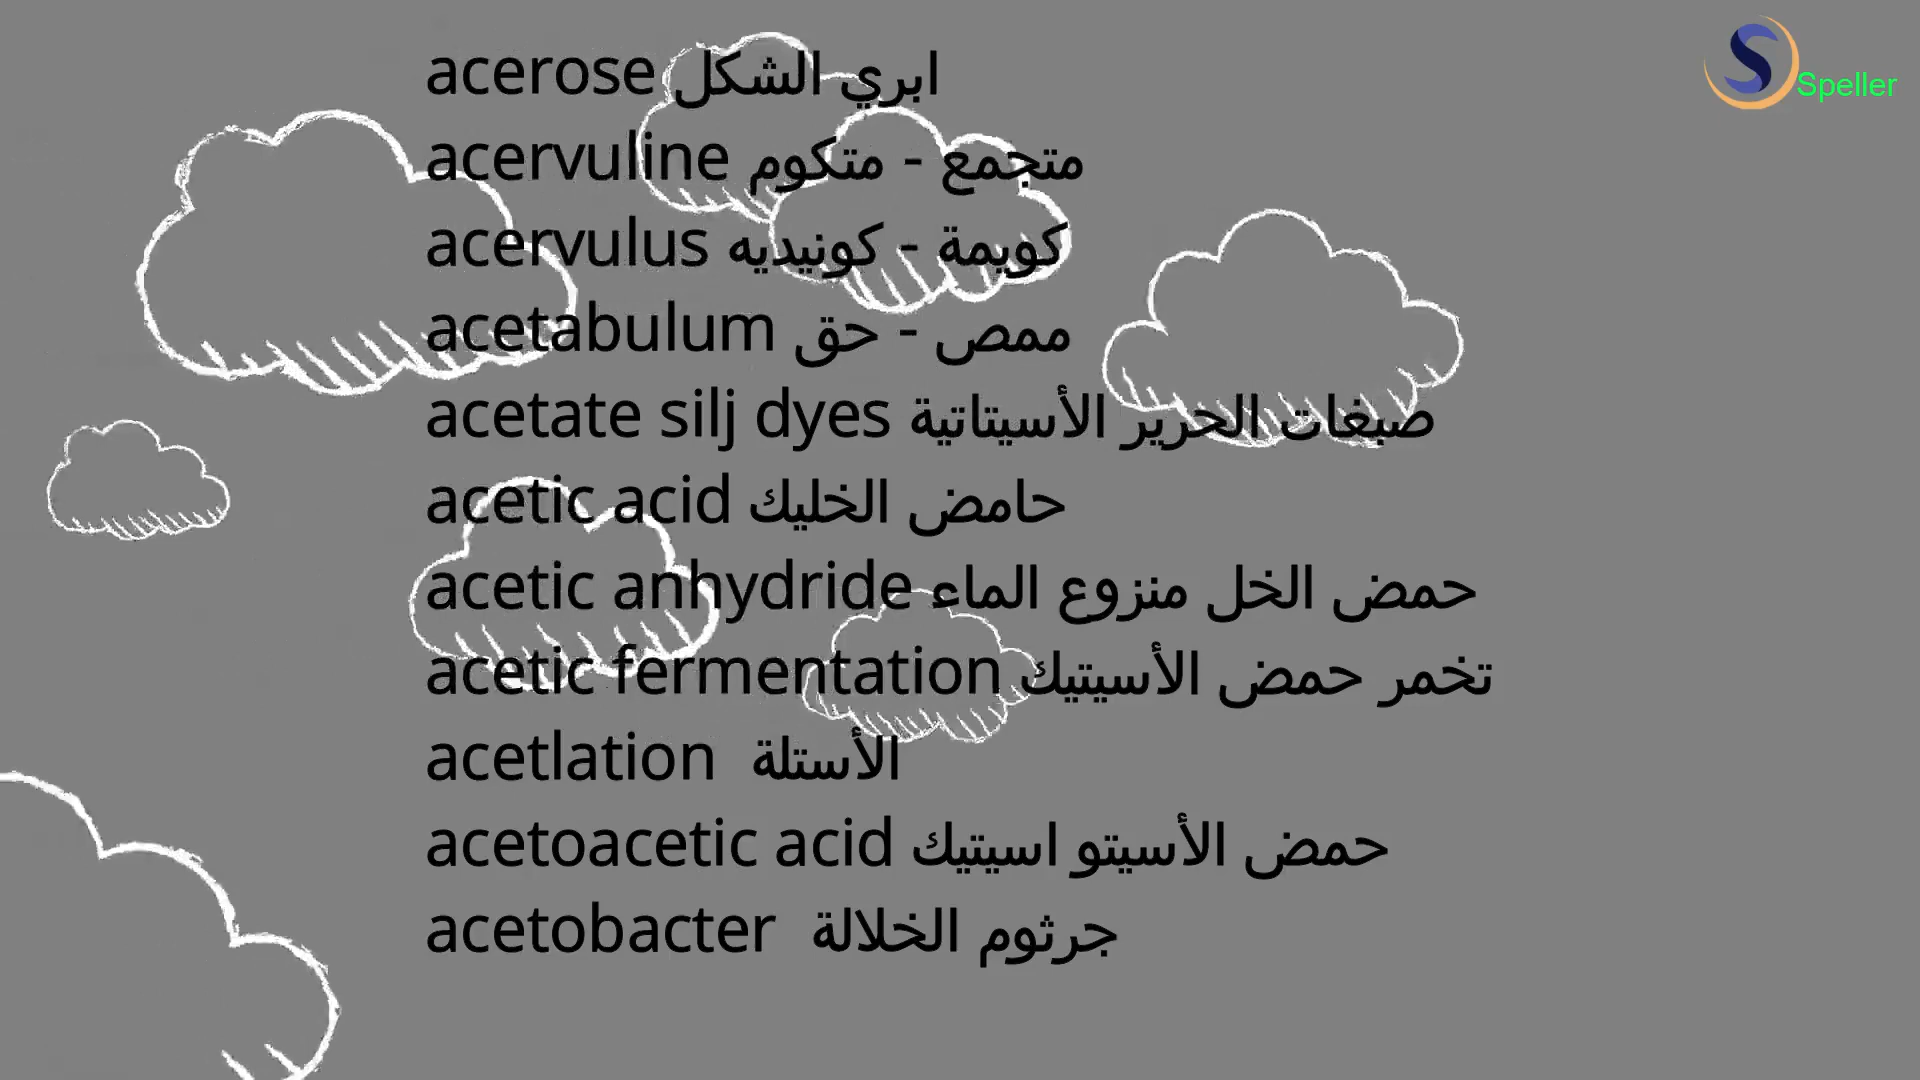 acerose ابري الشكل
Speller
acervuline متجمع - متكوم
acervulus كويمة - كونيديه
acetabulum ممص - حق
acetate silj dyes صبغات الحرير الأسيتاتية
acetic acid حامض الخليك
acetic anhydride حمض الخل منزوع الماء
acetic fermentation تخمر حمض الأسيتيك
acetlation الأستلة
acetoacetic acid حمض الأسيتو اسيتيك
acetobacter جرثوم الخلالة